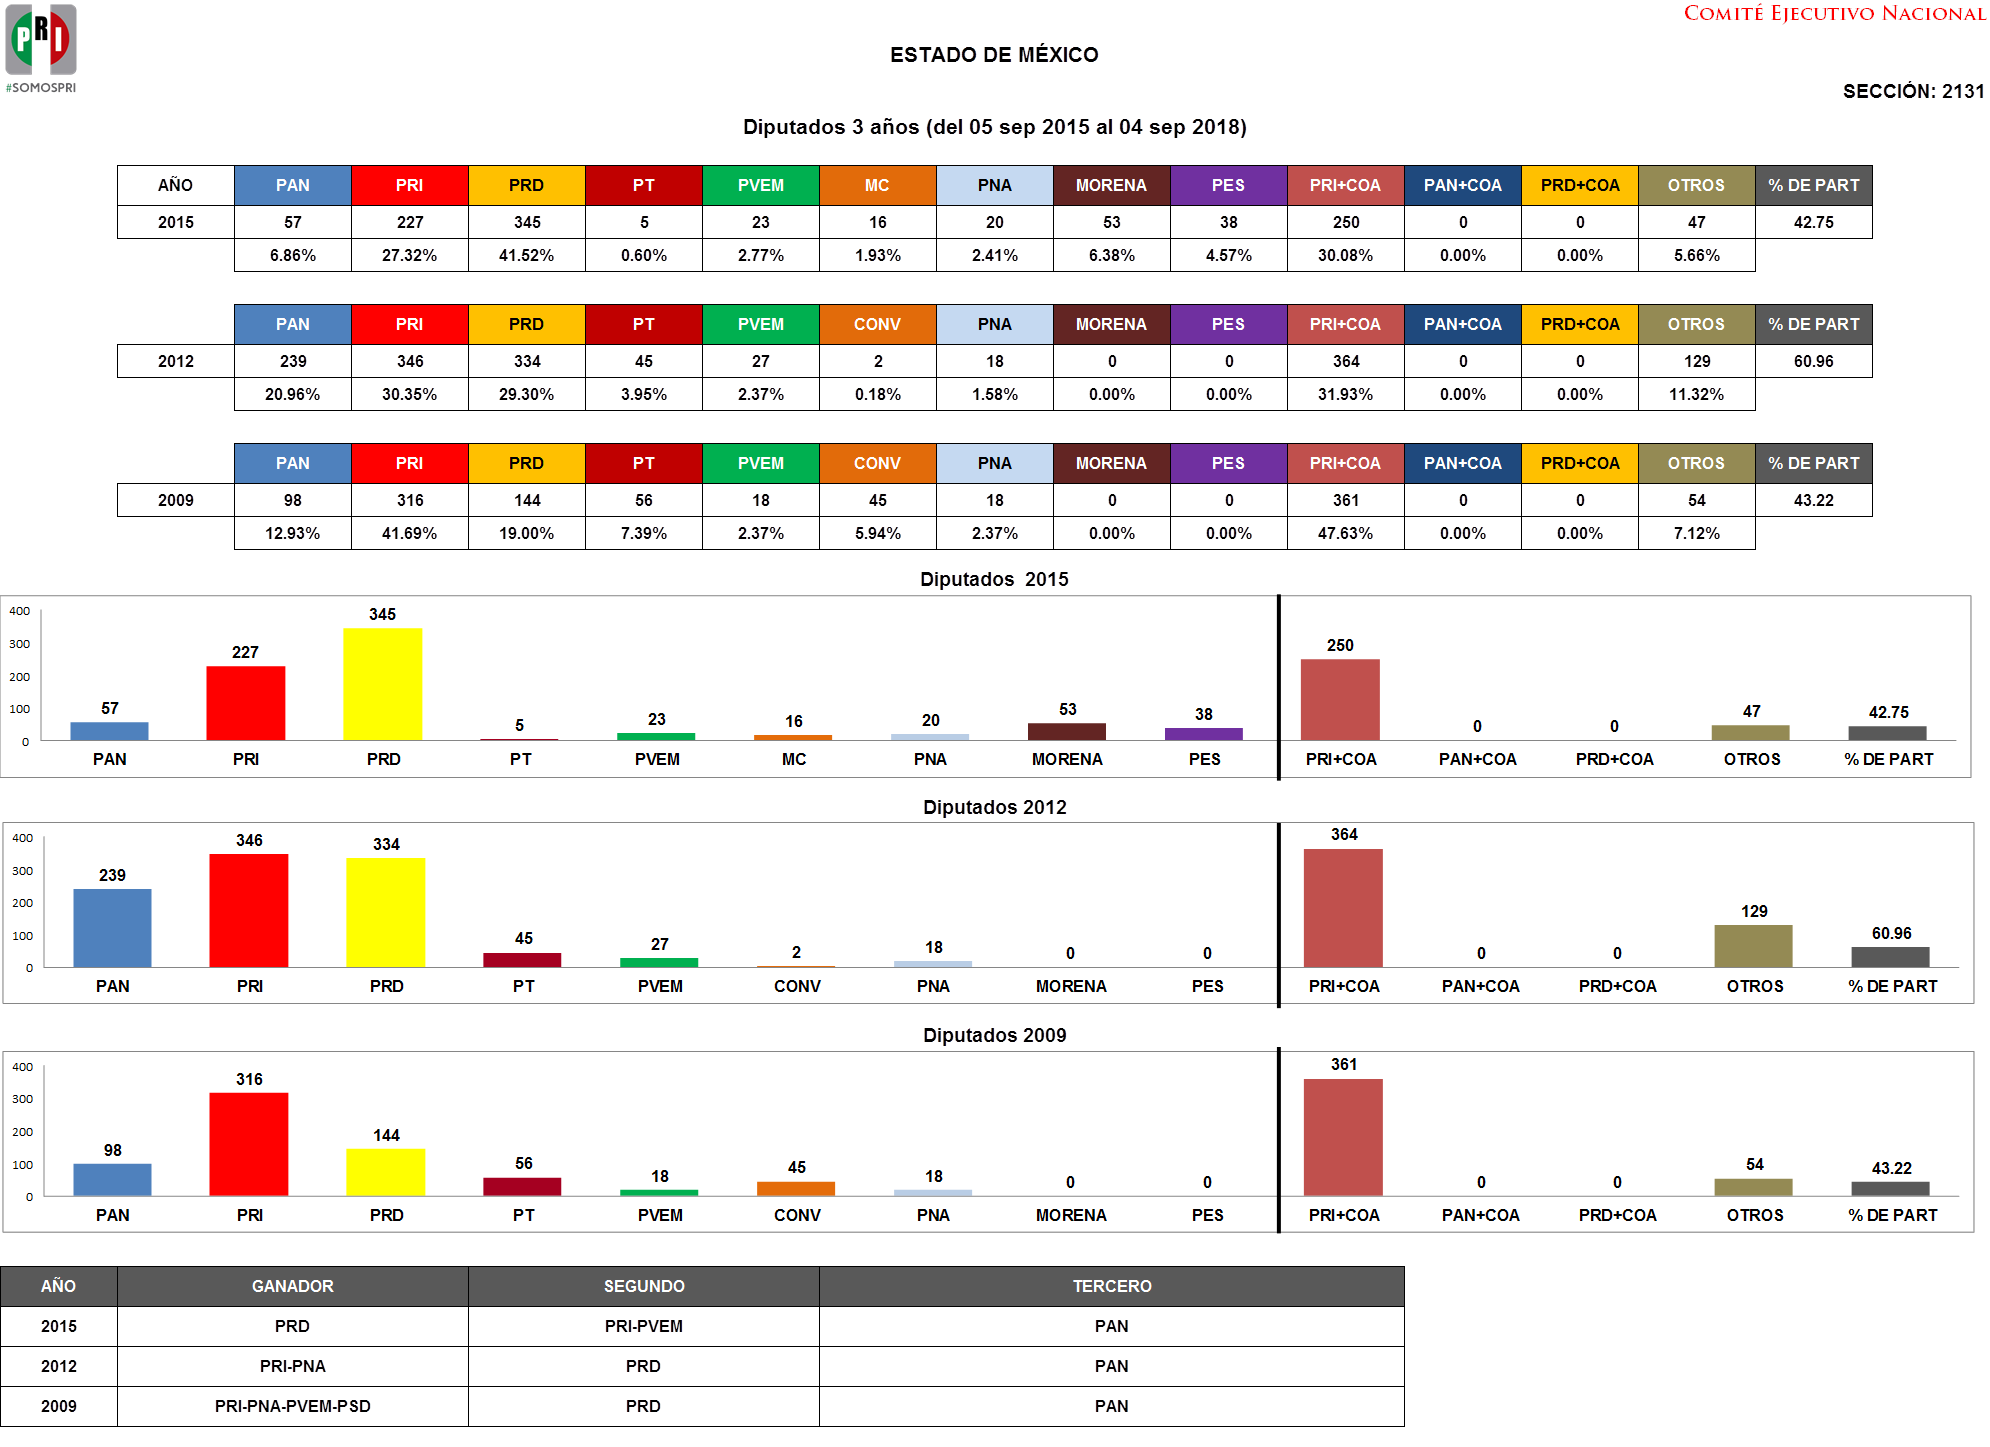 PRI
#SOMOSPRI
COMITÉ EJECUTIVO NACIONAL
ESTADO DE MÉXICO
SECCIÓN: 2131
Diputados 3 años (del 05 sep 2015 al 04 sep 2018)
AÑO PAN PRI PRD PT PVEM MC PNA MORENA PES PRI+COA PAN+COA PRD+COA OTROS % DE PART
2015 57 227 345 5 23 16 20 53 38 250 0 0 47 42.75
6.86% 27.32% 41.52% 0.60% 2.77% 1.93% 2.41% 6.38% 4.57% 30.08% 0.00% 0.00% 5.66%
PAN PRI PRD PT PVEM CONV PNA MORENA PES PRI+COA PAN+COA PRD+COA OTROS % DE PART
2012 239 346 334 45 27 2 18 0 0 364 0 0 129 60.96
20.96% 30.35% 29.30% 3.95% 2.37% 0.18% 1.58% 0.00% 0.00% 31.93% 0.00% 0.00% 11.32%
PAN PRI PRD PT PVEM CONV PNA MORENA PES PRI+COA PAN+COA PRD+COA OTROS % DE PART
2009 98 316 144 56 18 45 18 0 0 361 0 0 54 43.22
12.93% 41.69% 19.00% 7.39% 2.37% 5.94% 2.37% 0.00% 0.00% 47.63% 0.00% 0.00% 7.12%
Diputados 2015
400
300
200
100
0
57 227 345 5 23 16 20 53 38 250 0 0 47 42.75
PAN PRI PRD PT PVEM MC PNA MORENA PES PRI+COA PAN+COA PRD+COA OTROS % DE PART
Diputados 2012
400
300
200
100
0
239 346 334 45 27 2 18 0 0 364 0 0 129 60.96
PAN PRI PRD PT PVEM CONV PNA MORENA PES PRI+COA PAN+COA PRD+COA OTROS % DE PART
Diputados 2009
400
300
200
100
0
98 316 144 56 18 45 18 0 0 361 0 0 54 43.22
PAN PRI PRD PT PVEM CONV PNA MORENA PES PRI+COA PAN+COA PRD+COA OTROS % DE PART
AÑO GANADOR SEGUNDO TERCERO
2015 PRD PRI-PVEM PAN
2012 PRI-PNA PRD PAN
2009 PRI-PNA-PVEM-PSD PRD PAN